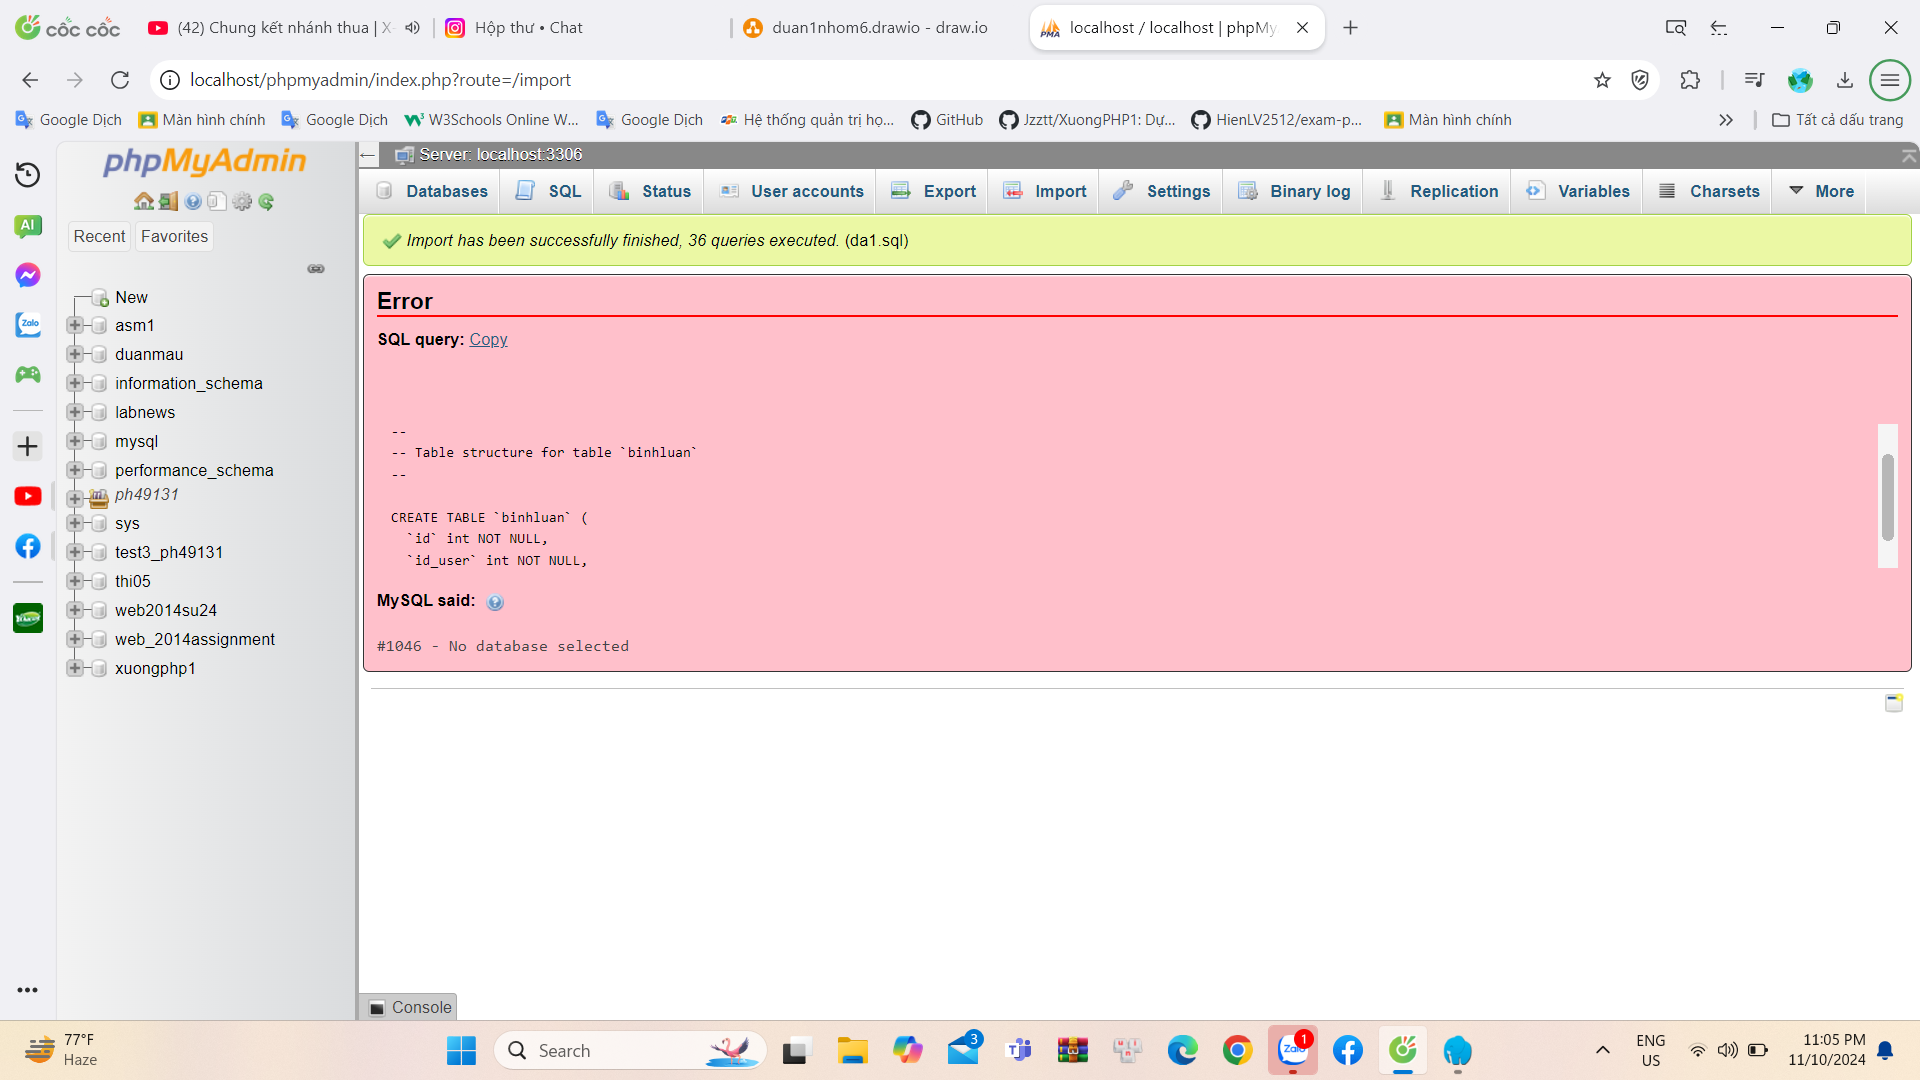 cốc cốc
(42) Chung kết nhánh thua | X-
Hộp thư • Chat
duan1nhom6.drawio - draw.io
PMA
localhost / localhost | phpMy
localhost/phpmyadmin/index.php?route=/import
Google Dịch
Màn hình chính
Google Dịch
W3Schools Online W...
Google Dịch
Hệ thống quản trị họ...
GitHub
Jzztt/XuongPHP1: Dự...
HienLV2512/exam-p...
Màn hình chính
Tất cả dấu trang
AI
Zalo
phpMyAdmin
Recent
Favorites
New
asm1
duanmau
information_schema
labnews
mysql
performance_schema
ph49131
sys
test3_ph49131
thi05
web2014su24
web_2014assignment
xuongphp1
Server: localhost:3306
Databases
SQL
Status
User accounts
Export
Import
Settings
Binary log
Replication
Variables
Charsets
More
Import has been successfully finished, 36 queries executed. (da1.sql)
Error
SQL query: Copy
--
-- Table structure for table `binhluan`
--
CREATE TABLE `binhluan` (
`id` int NOT NULL,
`id_user` int NOT NULL,
MySQL said:
#1046 - No database selected
Console
77°F
Haze
Search
3
Zalo
1
ENG
US
11:05 PM
11/10/2024